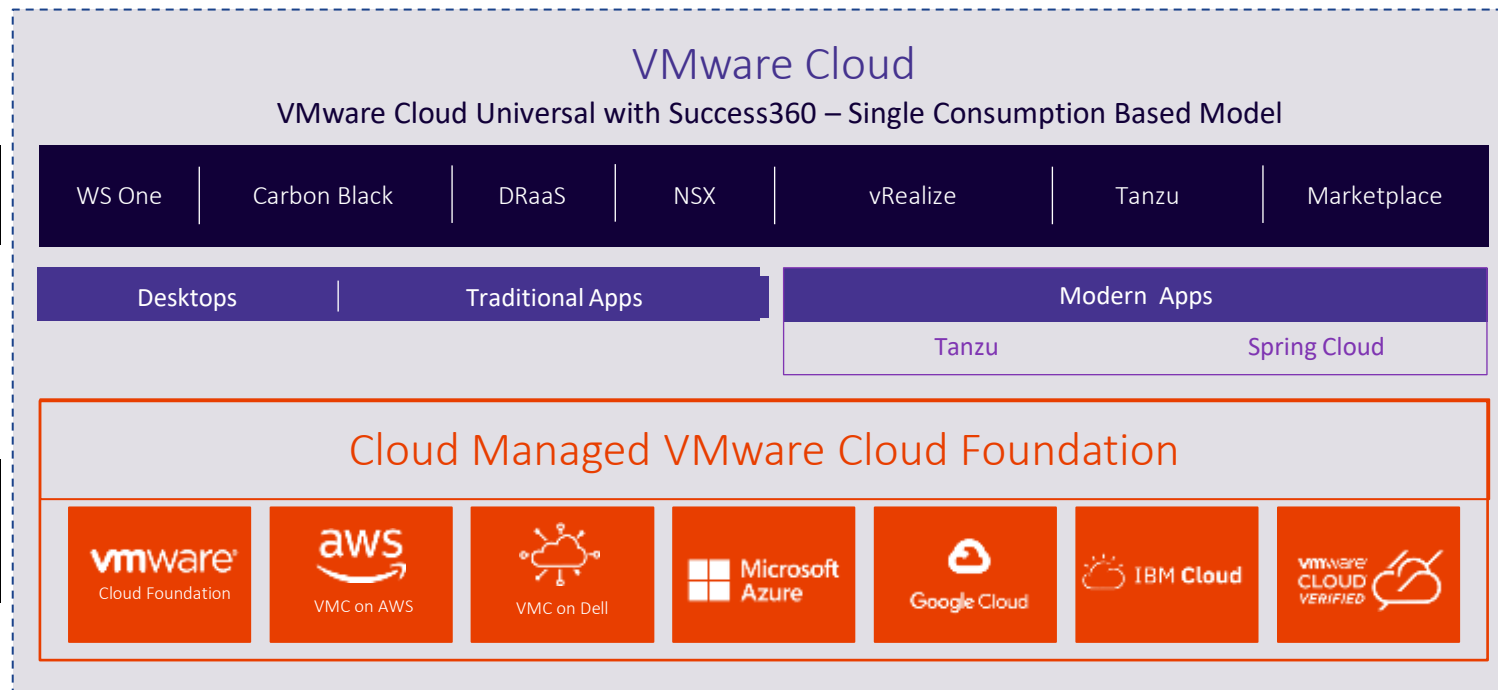 VMware Cloud
VMware Cloud Universal with Success360 – Single Consumption Based Model
WS One
Carbon Black
DRaaS
NSX
vRealize
Tanzu
Marketplace
Desktops
Traditional Apps
Modern Apps
Tanzu
Spring Cloud
Cloud Managed VMware Cloud Foundation
vmware®
Cloud Foundation
aws
VMC on AWS
VMC on Dell
Microsoft
Azure
Google Cloud
IBM Cloud
vmware®
CLOUD
VERIFIED